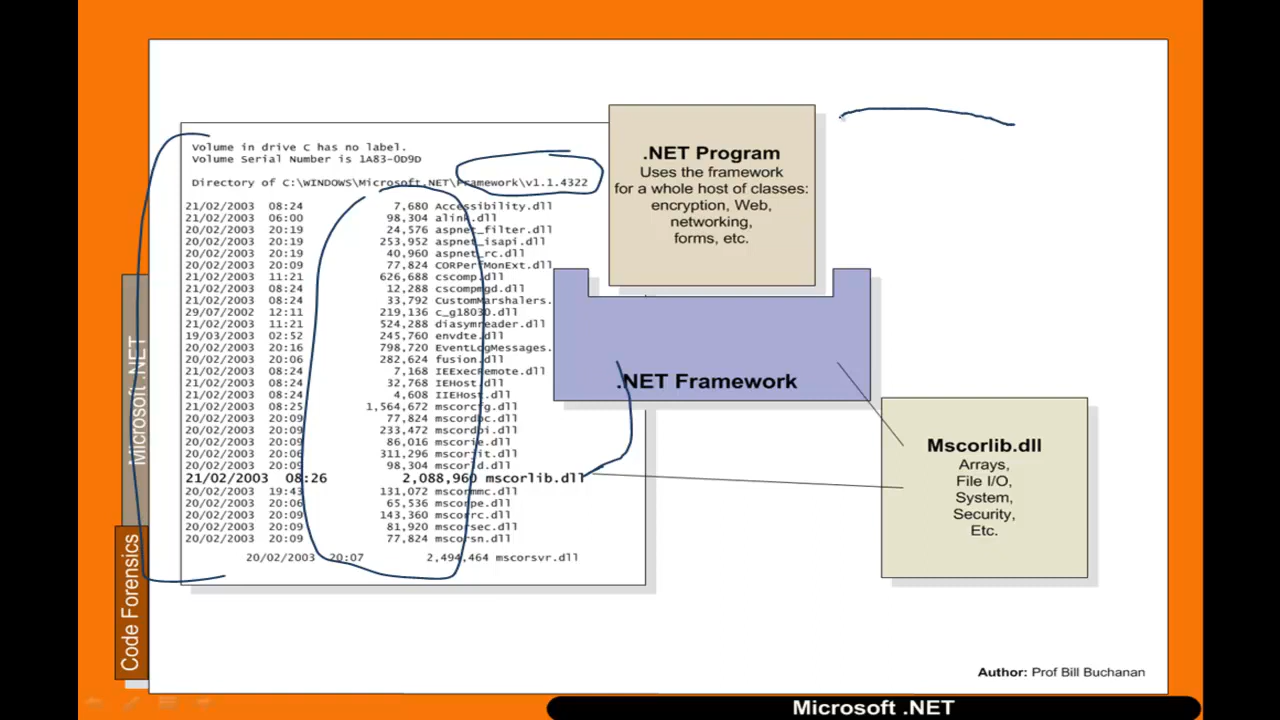 Volume in drive C has no label.
Volume Serial Number is 1A83-0D9D
Directory of C:\WINDOWS\Microsoft.NET\Framework\v1.1.4322
21/02/2003 08:24 7,680 Accessibility.dll
21/02/2003 06:00 98,304 alink.dll
20/02/2003 20:19 24,576 aspnet_filter.dll
20/02/2003 20:19 253,952 aspnet_isapi.dll
20/02/2003 20:19 40,960 aspnet_rc.dll
20/02/2003 20:09 77,824 CORPerfMonExt.dll
21/02/2003 11:21 626,688 cscomp.dll
21/02/2003 08:24 12,288 cscompmgd.dll
21/02/2003 08:24 33,792 CustomMarshalers.
29/07/2002 12:11 219,136 c_g18030.dll
21/02/2003 11:21 524,288 diasymreader.dll
19/03/2003 02:52 245,760 envdte.dll
20/02/2003 20:16 798,720 EventLogMessages.
20/02/2003 20:06 282,624 fusion.dll
21/02/2003 08:24 7,168 IEExecRemote.dll
21/02/2003 08:24 32,768 IEHost.dll
21/02/2003 08:24 4,608 IIEHost.dll
21/02/2003 08:25 1,564,672 mscorcfg.dll
20/02/2003 20:09 77,824 mscordbc.dll
20/02/2003 20:09 233,472 mscordbi.dll
20/02/2003 20:09 86,016 mscorie.dll
20/02/2003 20:06 311,296 mscorjit.dll
20/02/2003 20:09 98,304 mscorld.dll
21/02/2003 08:26 2,088,960 mscorlib.dll
20/02/2003 19:43 131,072 mscormmc.dll
20/02/2003 20:06 65,536 mscorpe.dll
20/02/2003 20:09 143,360 mscorrc.dll
20/02/2003 20:09 81,920 mscorsec.dll
20/02/2003 20:09 77,824 mscorsn.dll
20/02/2003 20:07 2,494,464 mscorsvr.dll
.NET Program
Uses the framework
for a whole host of classes:
encryption, Web,
networking,
forms, etc.
.NET Framework
Mscorlib.dll
Arrays,
File I/O,
System,
Security,
Etc.
Microsoft .NET
Code Forensics
Author: Prof Bill Buchanan
Microsoft .NET